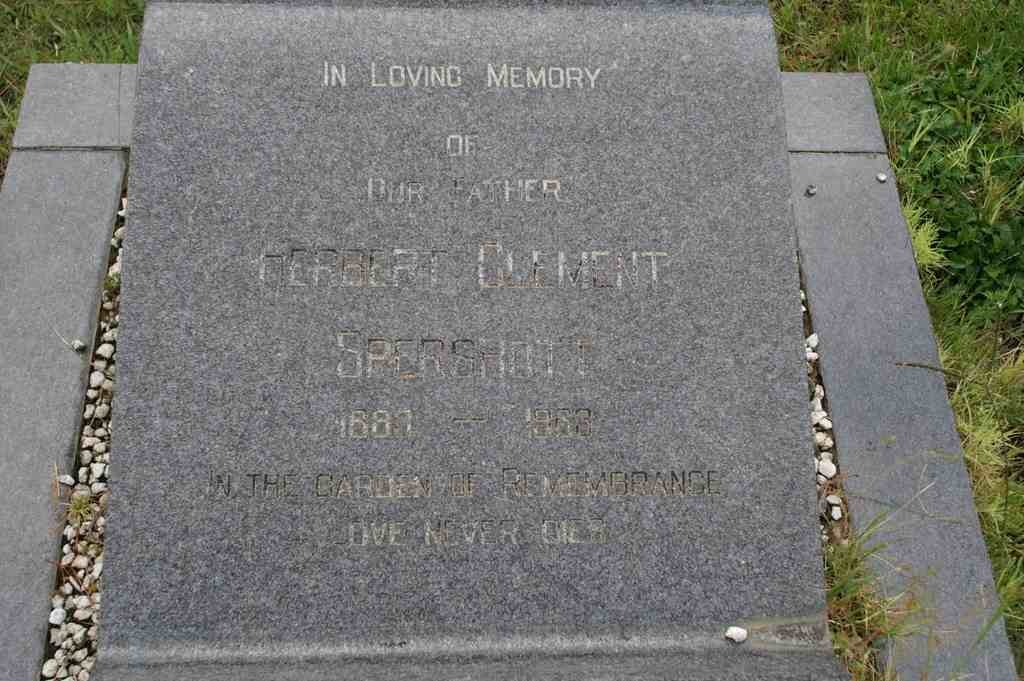 IN LOVING MEMORY
OF
OUR FATHER
HERBERT CLEMENT
SPERSHOTT
—
IN THE GARDEN OF REMEMBRANCE
LOVE NEVER DIES